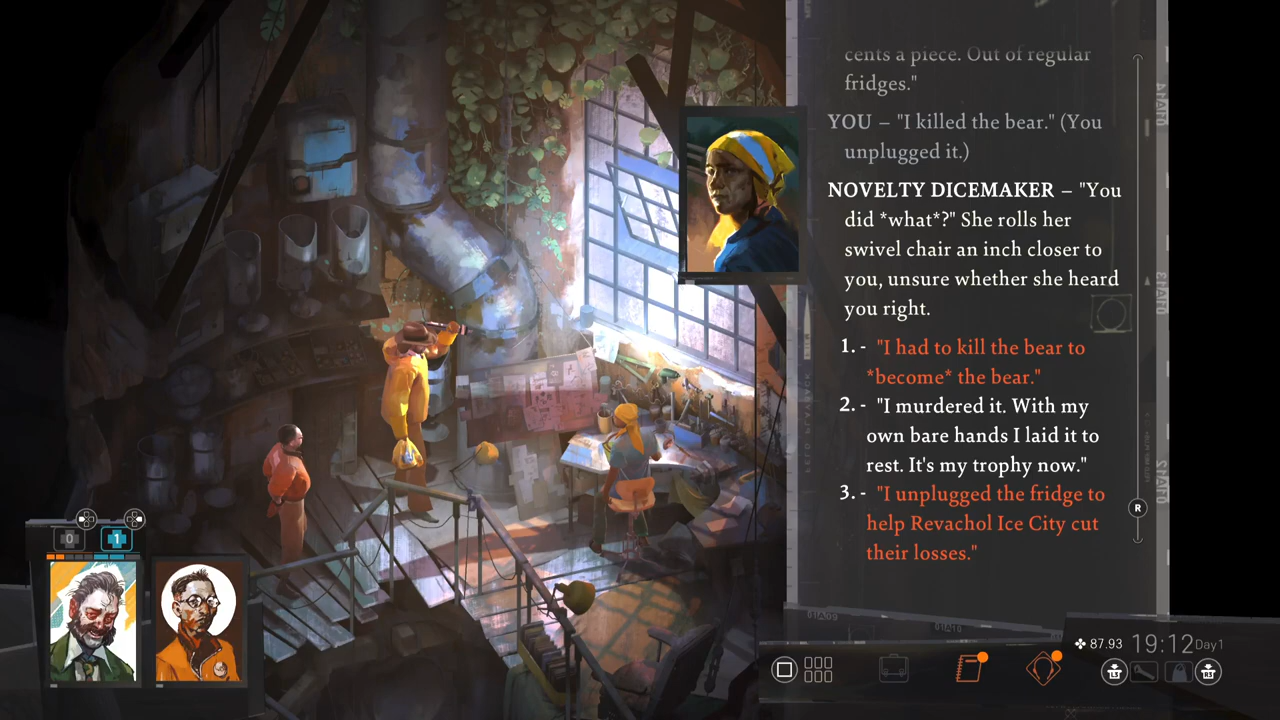 cents a piece. Out of regular
fridges."
YOU – "I killed the bear." (You
unplugged it.)
NOVELTY DICEMAKER – "You
did *what*?" She rolls her
swivel chair an inch closer to
you, unsure whether she heard
you right.
1. - "I had to kill the bear to
*become* the bear."
2. - "I murdered it. With my
own bare hands I laid it to
rest. It's my trophy now."
3. - "I unplugged the fridge to
help Revachol Ice City cut
their losses."
R
0
1
87.93 19:12 Day1